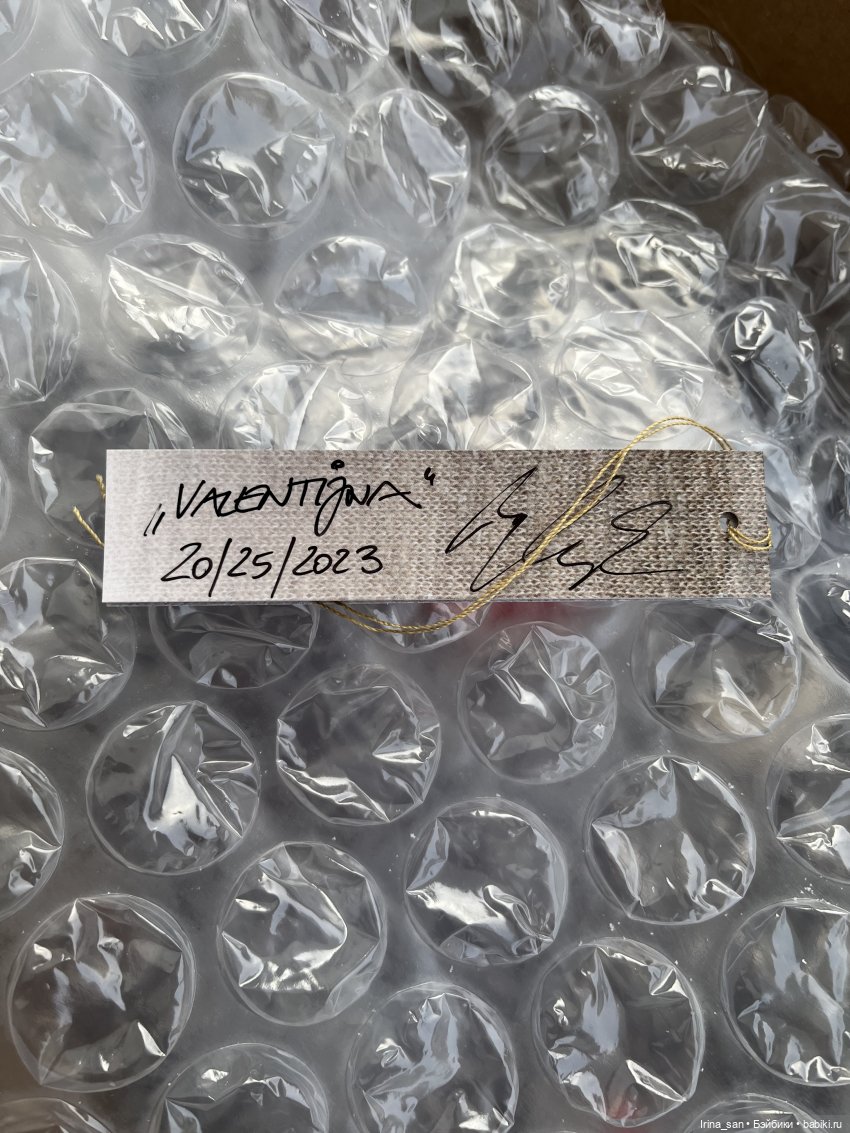 „VALENTIJNA“
20/25/2023
Irina_san • Бэйбики • babiki.ru